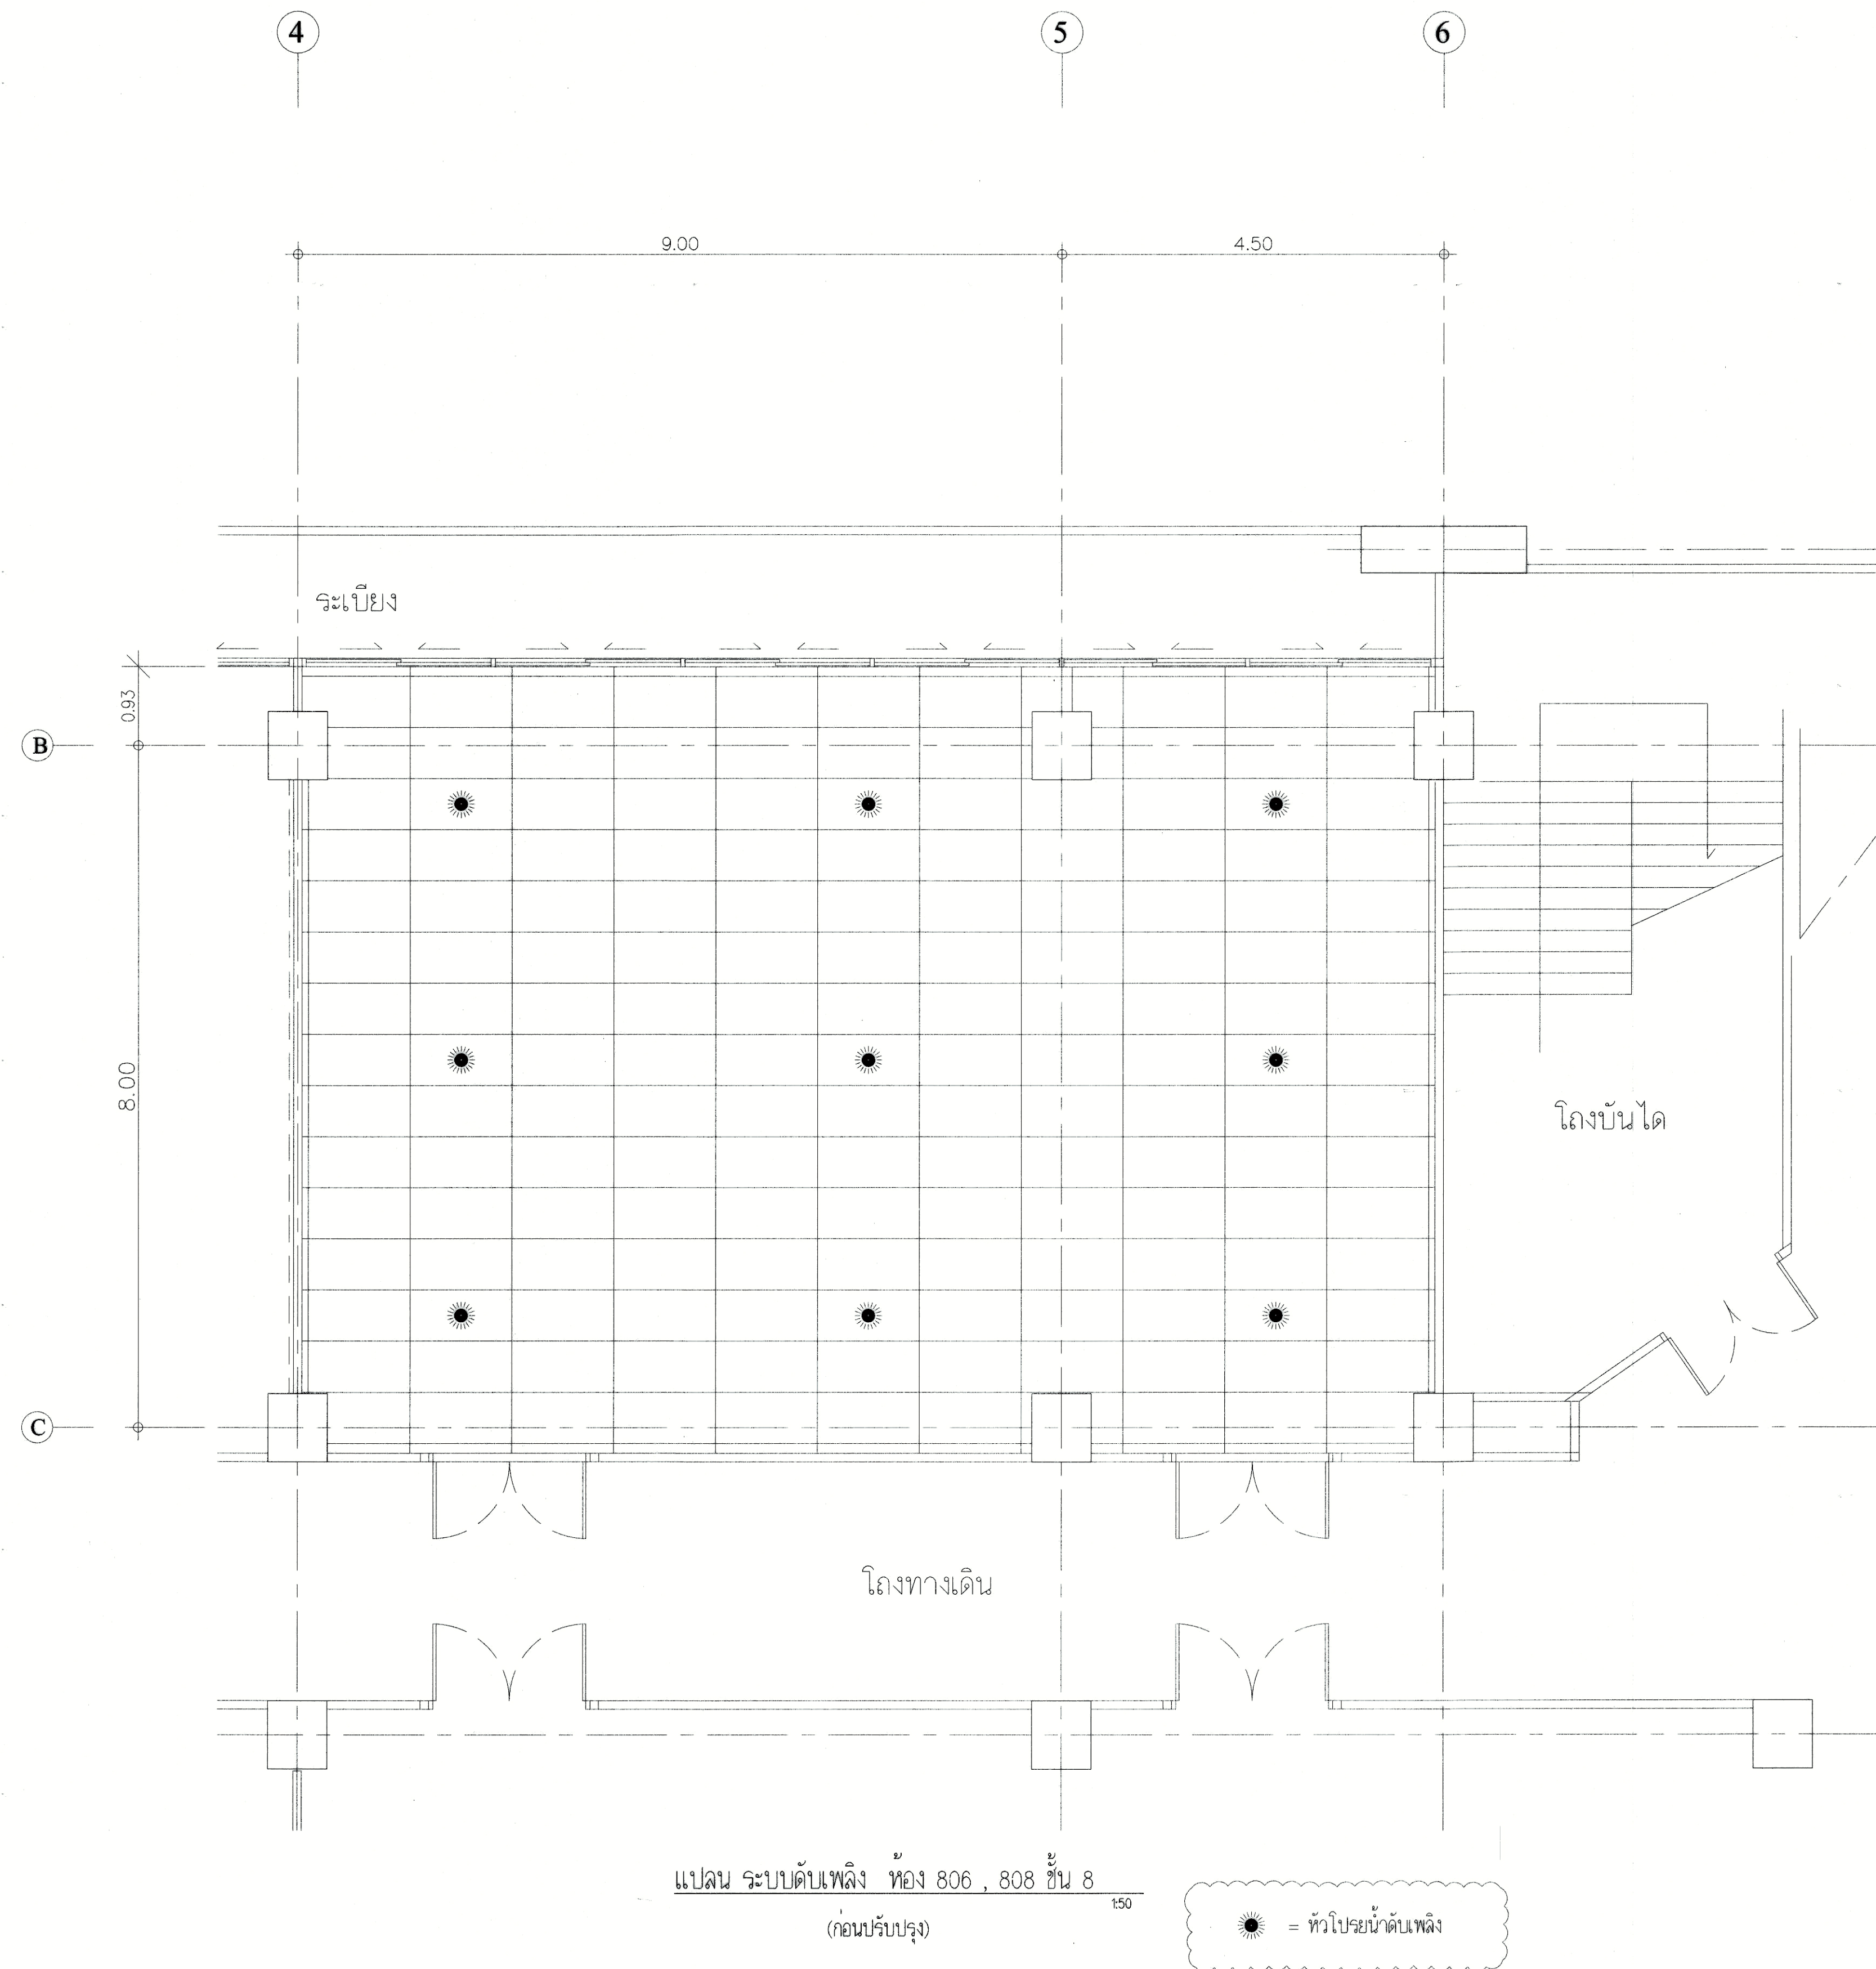 4 5 6
9.00 4.50
ระเบียง
0.93
B
8.00
โถงบันได
C
โถงทางเดิน
แปลน ระบบดับเพลิง ห้อง 806 , 808 ชั้น 8
1:50
(ก่อนปรับปรุง)
= หัวโปรยน้ำดับเพลิง